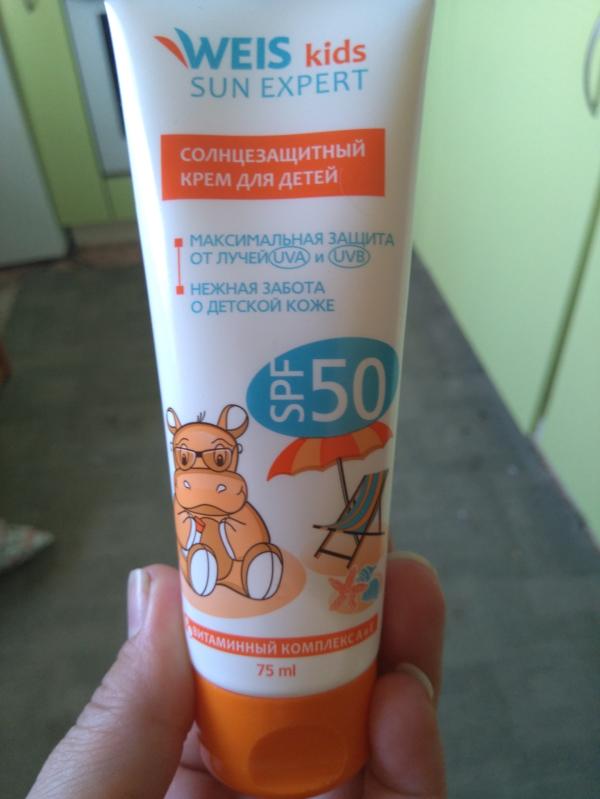 WEIS kids
SUN EXPERT
СОЛНЦЕЗАЩИТНЫЙ
КРЕМ ДЛЯ ДЕТЕЙ
МАКСИМАЛЬНАЯ ЗАЩИТА
ОТ ЛУЧЕЙ UVA И UVB
НЕЖНАЯ ЗАБОТА
О ДЕТСКОЙ КОЖЕ
SPF 50
ВИТАМИННЫЙ КОМПЛЕКС
75 ml